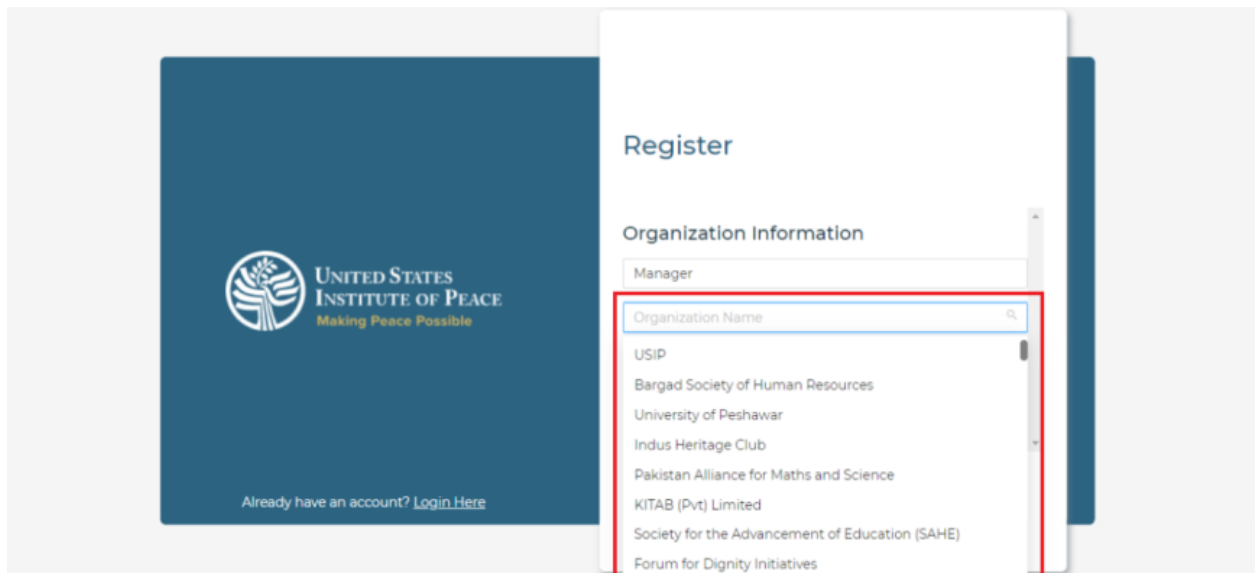 UNITED STATES
INSTITUTE OF PEACE
Making Peace Possible
Already have an account? Login Here
Register
Organization Information
Manager
Organization Name
USIP
Bargad Society of Human Resources
University of Peshawar
Indus Heritage Club
Pakistan Alliance for Maths and Science
KITAB (Pvt) Limited
Society for the Advancement of Education (SAHE)
Forum for Dignity Initiatives